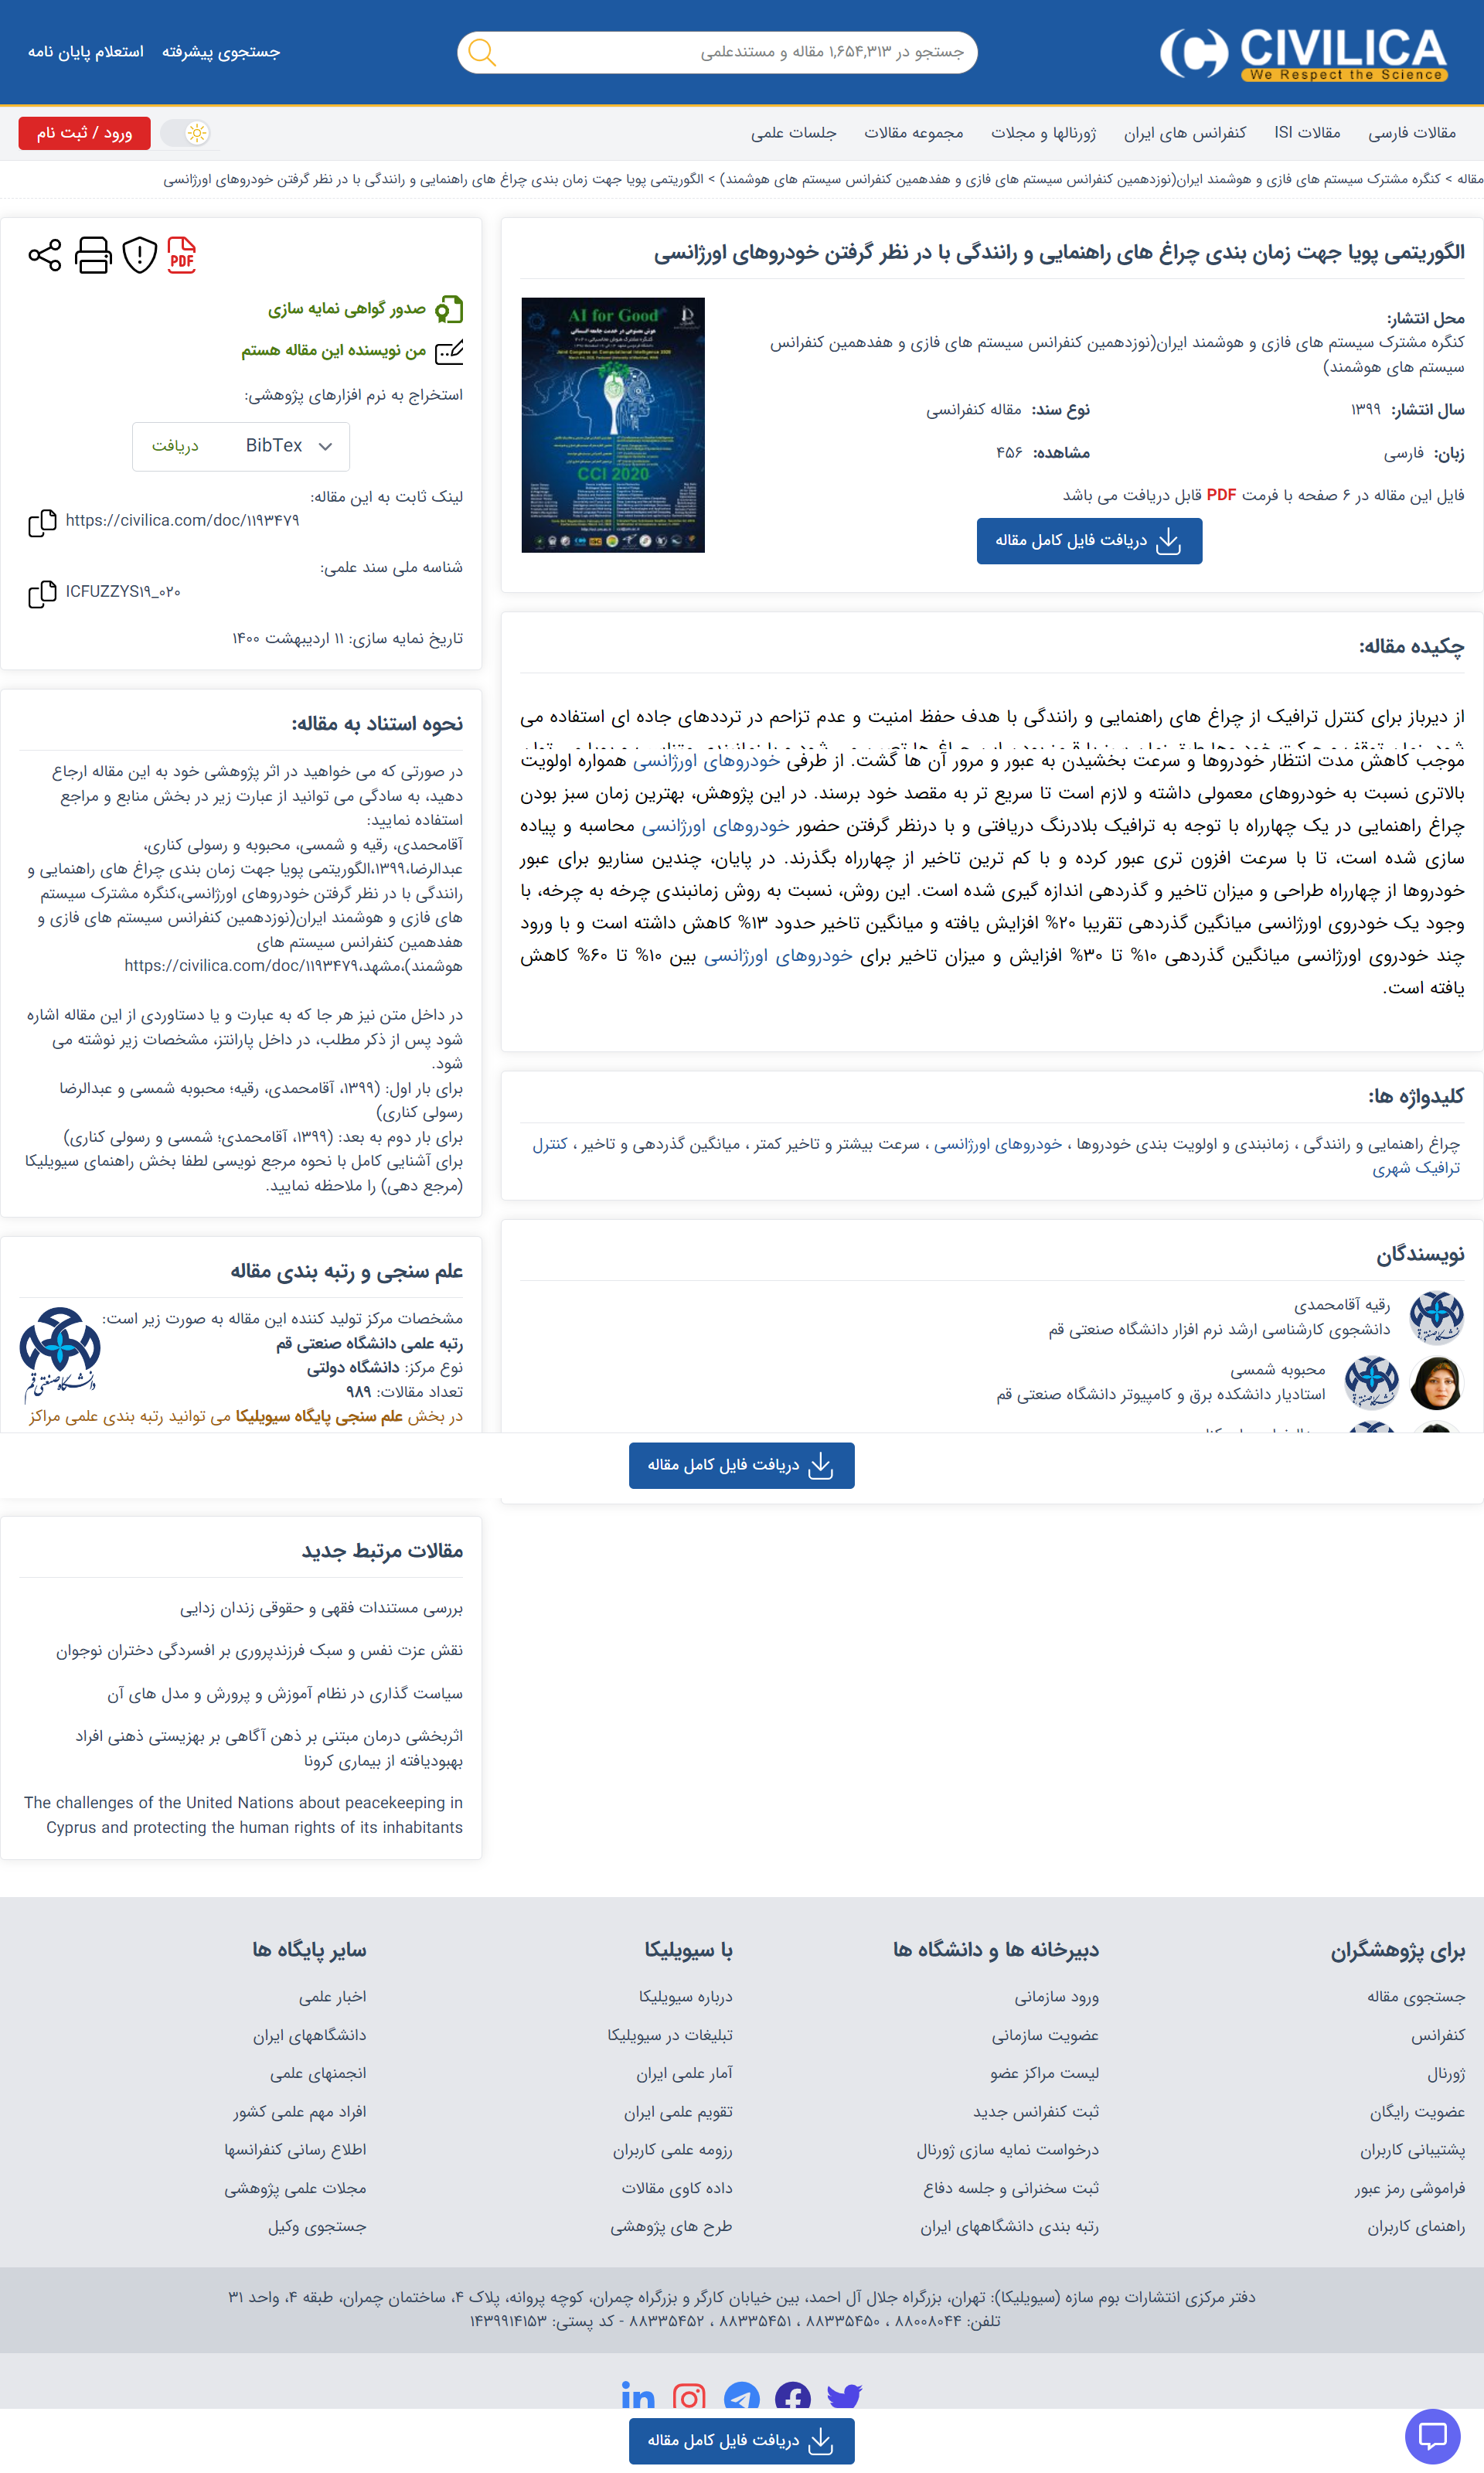 CIVILICA
We Respect the Science
جستجو در ۱,۶۵۴,۳۱۳ مقاله و مستندعلمی
جستجوی پیشرفته
استعلام پایان نامه
مقالات فارسی
مقالات ISI
کنفرانس های ایران
ژورنالها و مجلات
مجموعه مقالات
جلسات علمی
ورود / ثبت نام
مقاله > کنگره مشترک سیستم های فازی و هوشمند ایران(نوزدهمین کنفرانس سیستم های فازی و هفدهمین کنفرانس سیستم های هوشمند) > الگوریتمی پویا جهت زمان بندی چراغ های راهنمایی و رانندگی با در نظر گرفتن خودروهای اورژانسی
الگوریتمی پویا جهت زمان بندی چراغ های راهنمایی و رانندگی با در نظر گرفتن خودروهای اورژانسی
محل انتشار:
کنگره مشترک سیستم های فازی و هوشمند ایران(نوزدهمین کنفرانس سیستم های فازی و هفدهمین کنفرانس
سیستم های هوشمند)
سال انتشار: ۱۳۹۹
نوع سند: مقاله کنفرانسی
زبان: فارسی
مشاهده: ۴۵۶
فایل این مقاله در ۶ صفحه با فرمت PDF قابل دریافت می باشد
دریافت فایل کامل مقاله
AI for Good
هوش مصنوعی در خدمت جامعه انسانی
CCI 2020
چکیده مقاله:
از دیرباز برای کنترل ترافیک از چراغ های راهنمایی و رانندگی با هدف حفظ امنیت و عدم تزاحم در ترددهای جاده ای استفاده می
موجب کاهش مدت انتظار خودروها و سرعت بخشیدن به عبور و مرور آن ها گشت. از طرفی خودروهای اورژانسی همواره اولویت
بالاتری نسبت به خودروهای معمولی داشته و لازم است تا سریع تر به مقصد خود برسند. در این پژوهش، بهترین زمان سبز بودن
چراغ راهنمایی در یک چهارراه با توجه به ترافیک بلادرنگ دریافتی و با درنظر گرفتن حضور خودروهای اورژانسی محاسبه و پیاده
سازی شده است، تا با سرعت افزون تری عبور کرده و با کم ترین تاخیر از چهارراه بگذرند. در پایان، چندین سناریو برای عبور
خودروها از چهارراه طراحی و میزان تاخیر و گذردهی اندازه گیری شده است. این روش، نسبت به روش زمانبندی چرخه به چرخه، با
وجود یک خودروی اورژانسی میانگین گذردهی تقریبا ۲۰% افزایش یافته و میانگین تاخیر حدود ۱۳% کاهش داشته است و با ورود
چند خودروی اورژانسی میانگین گذردهی ۱۰% تا ۳۰% افزایش و میزان تاخیر برای خودروهای اورژانسی بین ۱۰% تا ۶۰% کاهش
یافته است.
کلیدواژه ها:
چراغ راهنمایی و رانندگی ، زمانبندی و اولویت بندی خودروها ، خودروهای اورژانسی ، سرعت بیشتر و تاخیر کمتر ، میانگین گذردهی و تاخیر ، کنترل
ترافیک شهری
نویسندگان
رقیه آقامحمدی
دانشجوی کارشناسی ارشد نرم افزار دانشگاه صنعتی قم
محبوبه شمسی
استادیار دانشکده برق و کامپیوتر دانشگاه صنعتی قم
PDF
صدور گواهی نمایه سازی
من نویسنده این مقاله هستم
استخراج به نرم افزارهای پژوهشی:
BibTex
دریافت
لینک ثابت به این مقاله:
https://civilica.com/doc/۱۱۹۳۴۷۹
شناسه ملی سند علمی:
ICFUZZYS۱۹_۰۲۰
تاریخ نمایه سازی: ۱۱ اردیبهشت ۱۴۰۰
نحوه استناد به مقاله:
در صورتی که می خواهید در اثر پژوهشی خود به این مقاله ارجاع
دهید، به سادگی می توانید از عبارت زیر در بخش منابع و مراجع
استفاده نمایید:
آقامحمدی، رقیه و شمسی، محبوبه و رسولی کناری،
عبدالرضا،۱۳۹۹،الگوریتمی پویا جهت زمان بندی چراغ های راهنمایی و
رانندگی با در نظر گرفتن خودروهای اورژانسی،کنگره مشترک سیستم
های فازی و هوشمند ایران(نوزدهمین کنفرانس سیستم های فازی و
هفدهمین کنفرانس سیستم های
هوشمند)،مشهد،https://civilica.com/doc/۱۱۹۳۴۷۹
در داخل متن نیز هر جا که به عبارت و یا دستاوردی از این مقاله اشاره
شود پس از ذکر مطلب، در داخل پارانتز، مشخصات زیر نوشته می
شود.
برای بار اول: (۱۳۹۹، آقامحمدی، رقیه؛ محبوبه شمسی و عبدالرضا
رسولی کناری)
برای بار دوم به بعد: (۱۳۹۹، آقامحمدی؛ شمسی و رسولی کناری)
برای آشنایی کامل با نحوه مرجع نویسی لطفا بخش راهنمای سیویلیکا
(مرجع دهی) را ملاحظه نمایید.
علم سنجی و رتبه بندی مقاله
مشخصات مرکز تولید کننده این مقاله به صورت زیر است:
رتبه علمی دانشگاه صنعتی قم
نوع مرکز: دانشگاه دولتی
تعداد مقالات: ۹۸۹
در بخش علم سنجی پایگاه سیویلیکا می توانید رتبه بندی علمی مراکز
دانشگاه صنعتی قم
دریافت فایل کامل مقاله
مقالات مرتبط جدید
بررسی مستندات فقهی و حقوقی زندان زدایی
نقش عزت نفس و سبک فرزندپروری بر افسردگی دختران نوجوان
سیاست گذاری در نظام آموزش و پرورش و مدل های آن
اثربخشی درمان مبتنی بر ذهن آگاهی بر بهزیستی ذهنی افراد
بهبودیافته از بیماری کرونا
The challenges of the United Nations about peacekeeping in
Cyprus and protecting the human rights of its inhabitants
برای پژوهشگران
جستجوی مقاله
کنفرانس
ژورنال
عضویت رایگان
پشتیبانی کاربران
فراموشی رمز عبور
راهنمای کاربران
دبیرخانه ها و دانشگاه ها
ورود سازمانی
عضویت سازمانی
لیست مراکز عضو
ثبت کنفرانس جدید
درخواست نمایه سازی ژورنال
ثبت سخنرانی و جلسه دفاع
رتبه بندی دانشگاههای ایران
با سیویلیکا
درباره سیویلیکا
تبلیغات در سیویلیکا
آمار علمی ایران
تقویم علمی ایران
رزومه علمی کاربران
داده کاوی مقالات
طرح های پژوهشی
سایر پایگاه ها
اخبار علمی
دانشگاههای ایران
انجمنهای علمی
افراد مهم علمی کشور
اطلاع رسانی کنفرانسها
مجلات علمی پژوهشی
جستجوی وکیل
دفتر مرکزی انتشارات بوم سازه (سیویلیکا): تهران، بزرگراه جلال آل احمد، بین خیابان کارگر و بزرگراه چمران، کوچه پروانه، پلاک ۴، ساختمان چمران، طبقه ۴، واحد ۳۱
تلفن: ۸۸۰۰۸۰۴۴ ، ۸۸۳۳۵۴۵۰ ، ۸۸۳۳۵۴۵۱ ، ۸۸۳۳۵۴۵۲ - کد پستی: ۱۴۳۹۹۱۴۱۵۳
دریافت فایل کامل مقاله